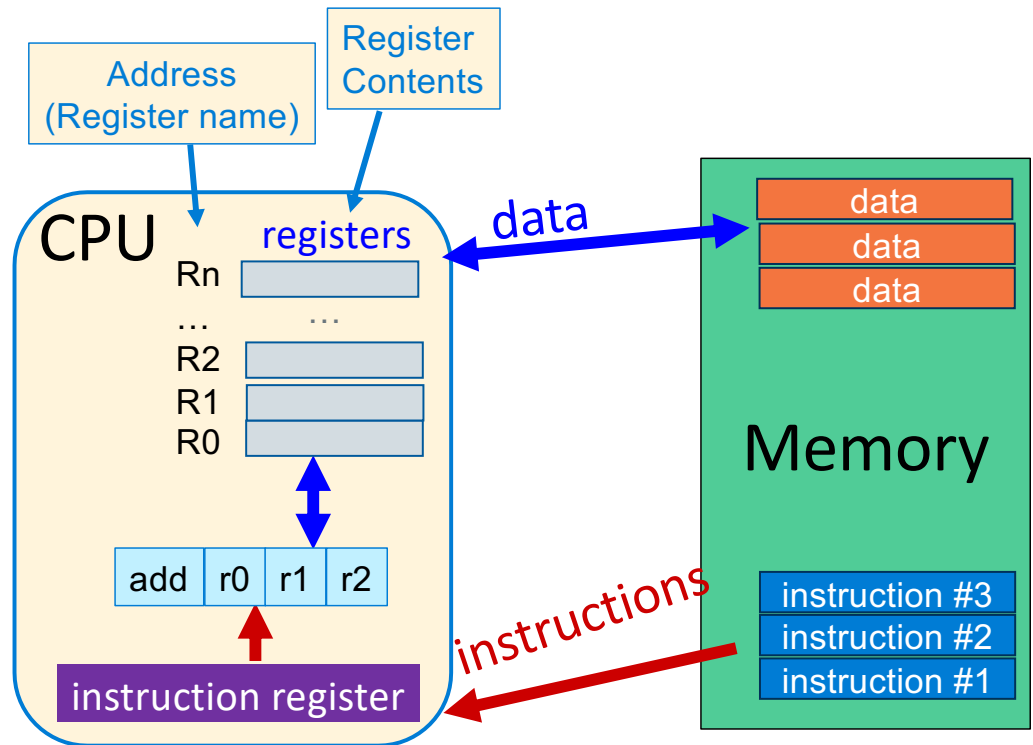 Address
(Register name)
Register
Contents
CPU
registers
Rn
... ...
R2
R1
R0
add r0 r1 r2
instruction register
data
instructions
data
data
data
Memory
instruction #3
instruction #2
instruction #1